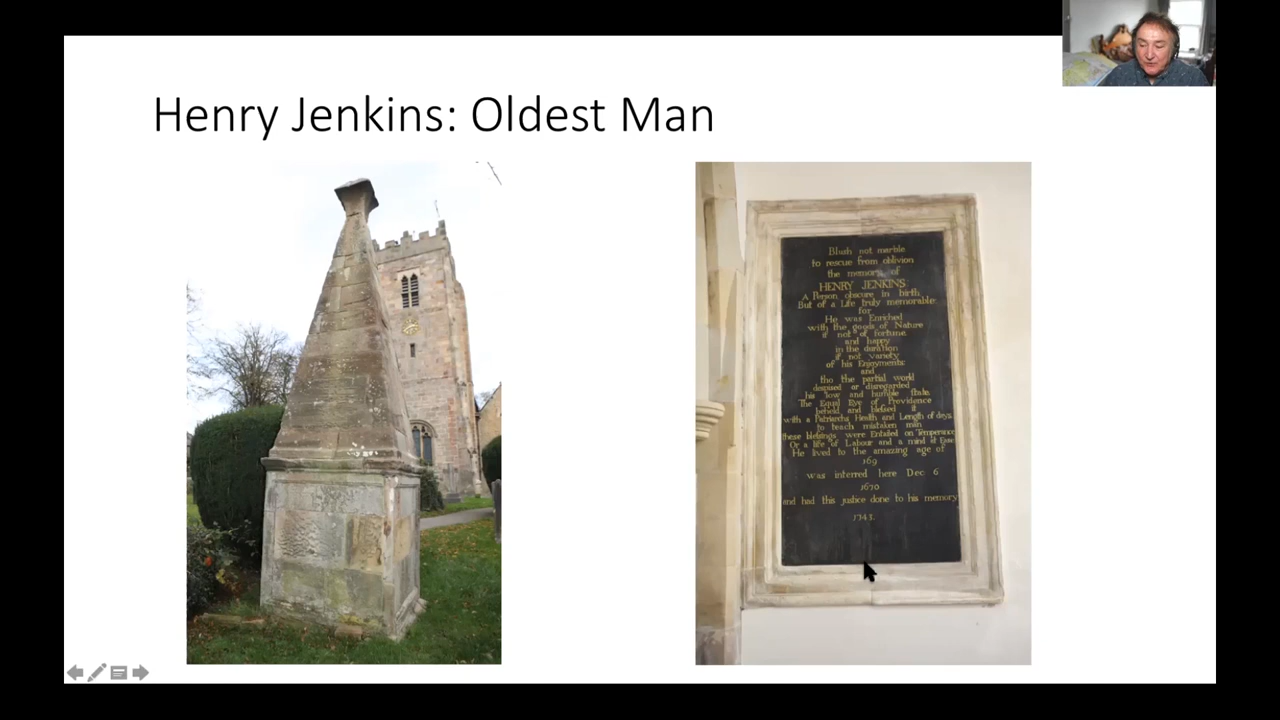 Henry Jenkins: Oldest Man
Blush not marble
to rescue from oblivion
the memory of
HENRY JENKINS
A Person obscure in birth
But of a Life truly memorable:
for
He was Enriched
with the goods of Nature
if not of fortune
and happy
in the duration
if not variety
of his Enjoyments:
and
tho the partial world
despised or disregarded
his low and humble State
The Equal Eye of Providence
beheld and blessed it
with a Patriarchs Health and Length of days
to teach mistaken man
these blessings were Entailed on Temperance
Or a life of Labour and a mind at Ease
He lived to the amazing age of
169
was interred here Dec 6
1670
and had this justice done to his memory
1743.